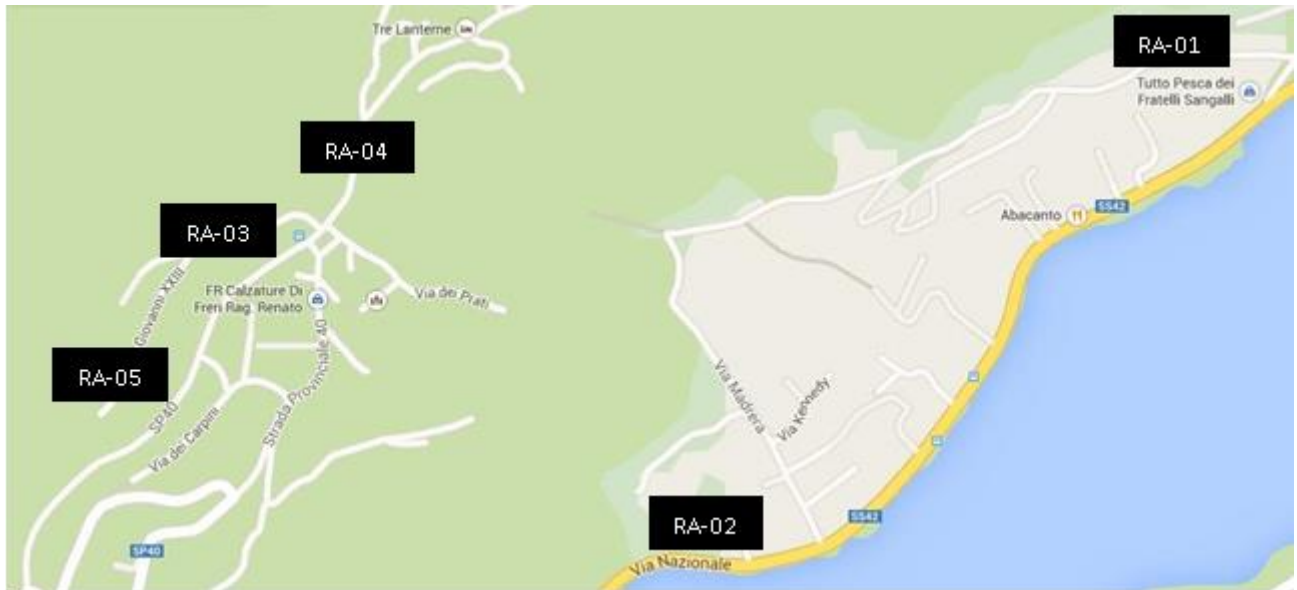 Tre Lanterne
RA-01
Tutto Pesca dei
Fratelli Sangalli
RA-04
Abacanto
SS42
RA-03
FR Calzature Di
Freri Rag. Renato
Via dei Prati
Giovanni XXIII
RA-05
SP40
Via dei Carpini
Strada Provinciale 40
Via Madrera
Via Kennedy
RA-02
SS42
SP40
Via Nazionale